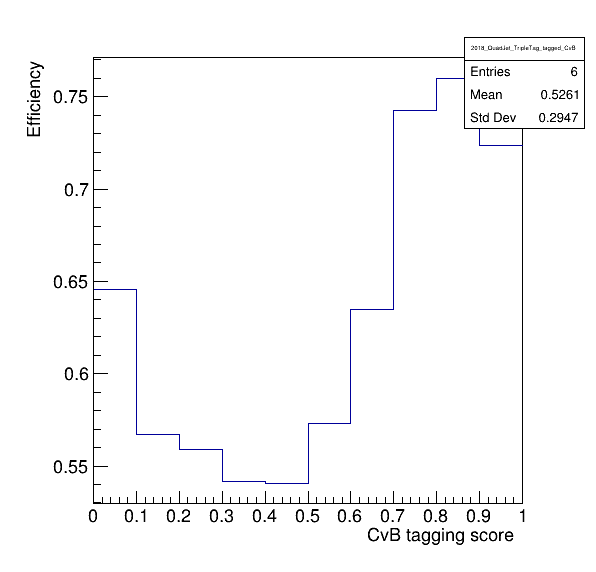 2018_QuadJet_TripleTag_tagged_CvB
Entries 6
Mean 0.5261
Std Dev 0.2947
Efficiency
0.75
0.7
0.65
0.6
0.55
0 0.1 0.2 0.3 0.4 0.5 0.6 0.7 0.8 0.9 1
CvB tagging score